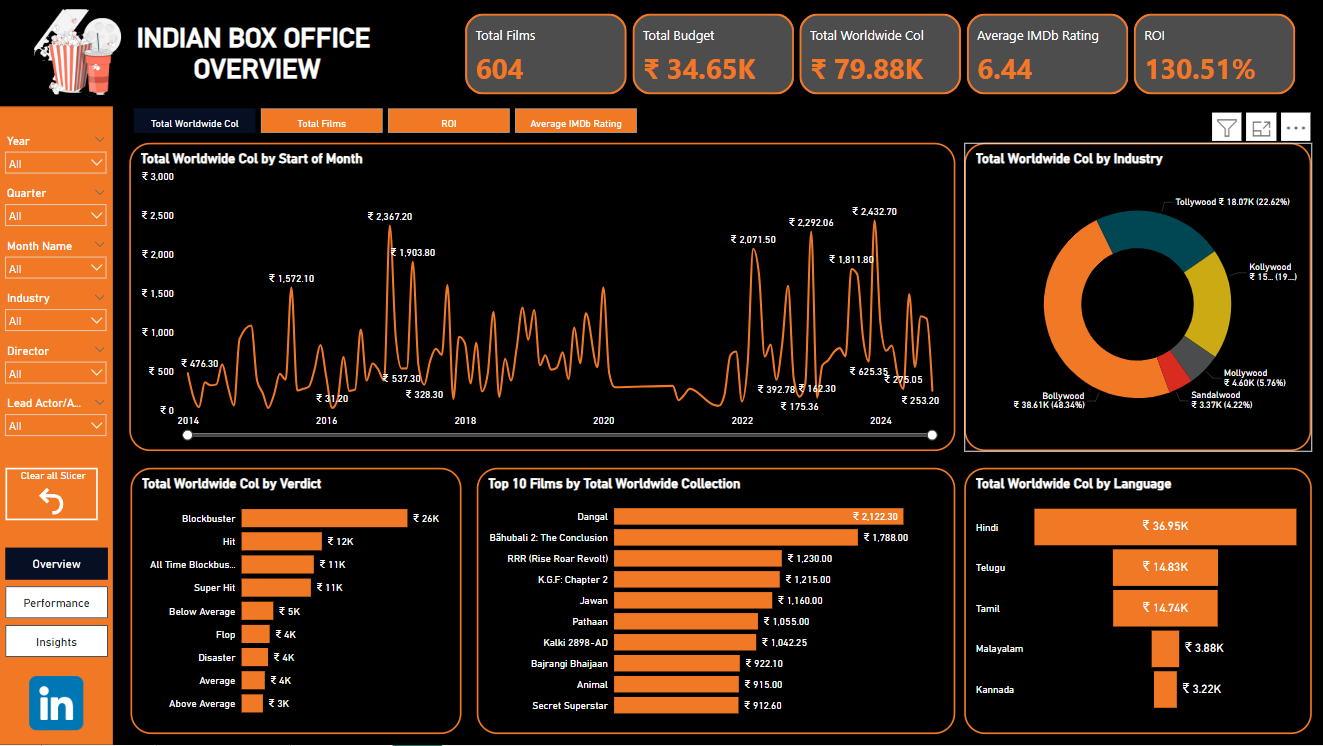 INDIAN BOX OFFICE
OVERVIEW
Total Films
604
Total Budget
₹ 34.65K
Total Worldwide Col
₹ 79.88K
Average IMDb Rating
6.44
ROI
130.51%
Year
All
Quarter
All
Month Name
All
Industry
All
Director
All
Lead Actor/A...
All
Clear all Slicer
Overview
Performance
Insights
in
Total Worldwide Col
Total Films
ROI
Average IMDb Rating
Total Worldwide Col by Start of Month
₹ 3,000
₹ 2,500
₹ 2,000
₹ 1,500
₹ 1,000
₹ 500
₹ 0
₹ 476.30
₹ 1,572.10
₹ 31.20
₹ 2,367.20
₹ 537.30
₹ 1,903.80
₹ 328.30
₹ 2,071.50
₹ 392.78
₹ 175.36
₹ 2,292.06
₹ 162.30
₹ 1,811.80
₹ 625.35
₹ 2,432.70
₹ 275.05
₹ 253.20
2014
2016
2018
2020
2022
2024
Total Worldwide Col by Industry
Tollywood ₹ 18.07K (22.62%)
Kollywood
₹ 15... (19...)
Mollywood
₹ 4.60K (5.76%)
Sandalwood
₹ 3.37K (4.22%)
Bollywood
₹ 38.61K (48.34%)
Total Worldwide Col by Verdict
Blockbuster ₹ 26K
Hit ₹ 12K
All Time Blockbus... ₹ 11K
Super Hit ₹ 11K
Below Average ₹ 5K
Flop ₹ 4K
Disaster ₹ 4K
Average ₹ 4K
Above Average ₹ 3K
Top 10 Films by Total Worldwide Collection
Dangal ₹ 2,122.30
Bãhubali 2: The Conclusion ₹ 1,788.00
RRR (Rise Roar Revolt) ₹ 1,230.00
K.G.F: Chapter 2 ₹ 1,215.00
Jawan ₹ 1,160.00
Pathaan ₹ 1,055.00
Kalki 2898-AD ₹ 1,042.25
Bajrangi Bhaijaan ₹ 922.10
Animal ₹ 915.00
Secret Superstar ₹ 912.60
Total Worldwide Col by Language
Hindi ₹ 36.95K
Telugu ₹ 14.83K
Tamil ₹ 14.74K
Malayalam ₹ 3.88K
Kannada ₹ 3.22K